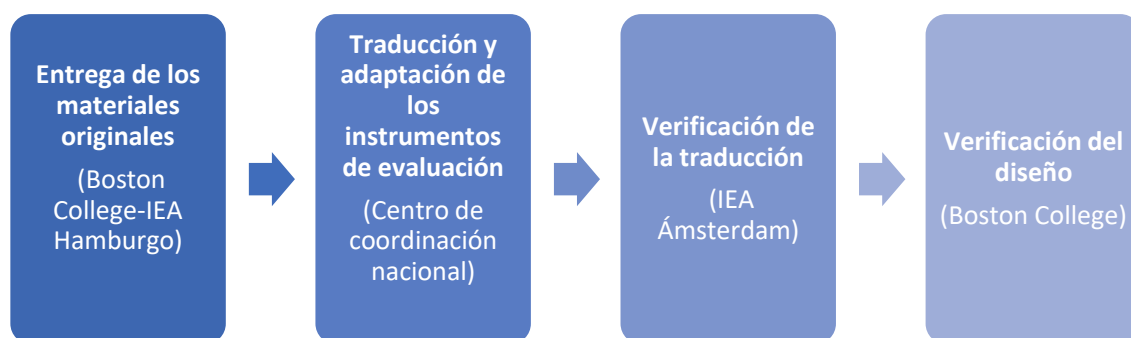 Entrega de los
materiales
originales
(Boston
College-IEA
Hamburgo)
Traducción y
adaptación de
los
instrumentos
de evaluación
(Centro de
coordinación
nacional)
Verificación de
la traducción
(IEA
Ámsterdam)
Verificación del
diseño
(Boston College)